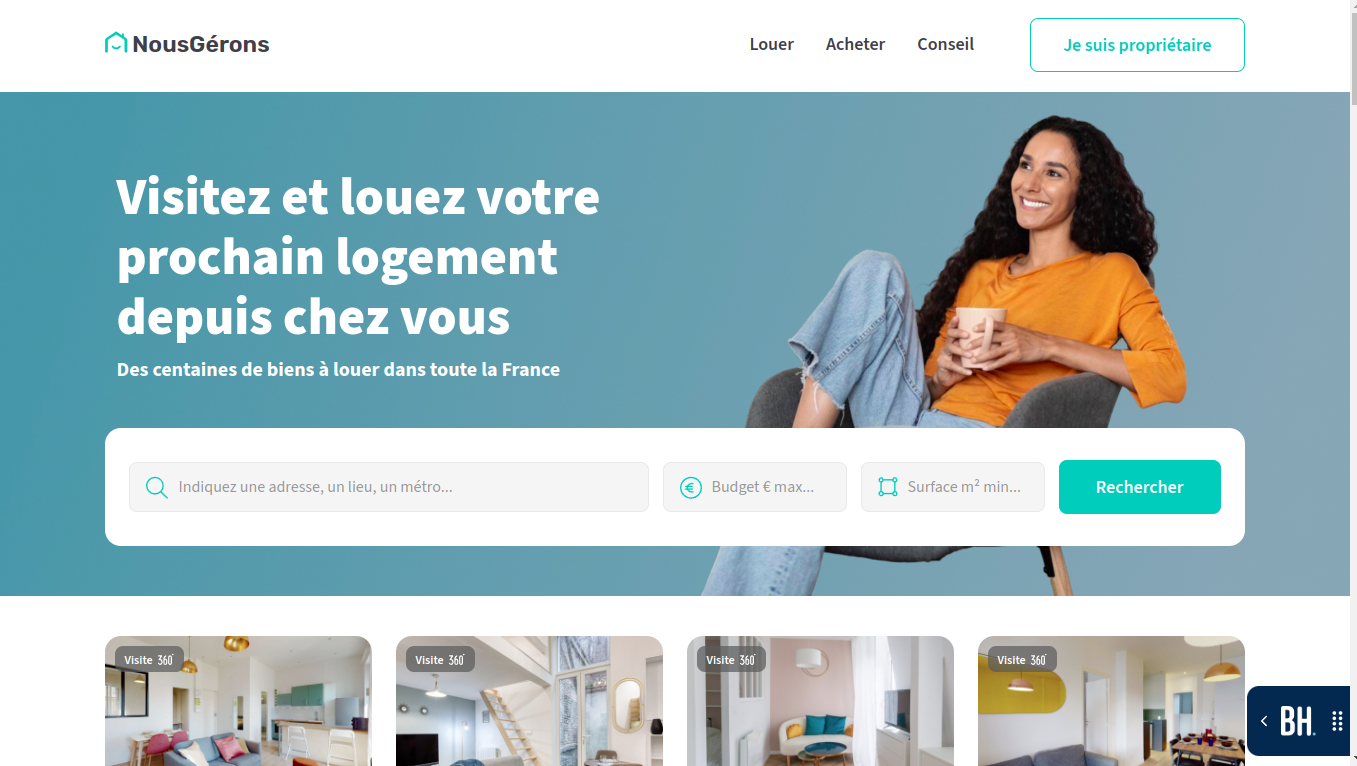 NousGérons
Louer Acheter Conseil Je suis propriétaire
Visitez et louez votre
prochain logement
depuis chez vous
Des centaines de biens à louer dans toute la France
Indiquez une adresse, un lieu, un métro... Budget € max... Surface m² min... Rechercher
Visite 360° Visite 360° Visite 360° Visite 360°
BH.